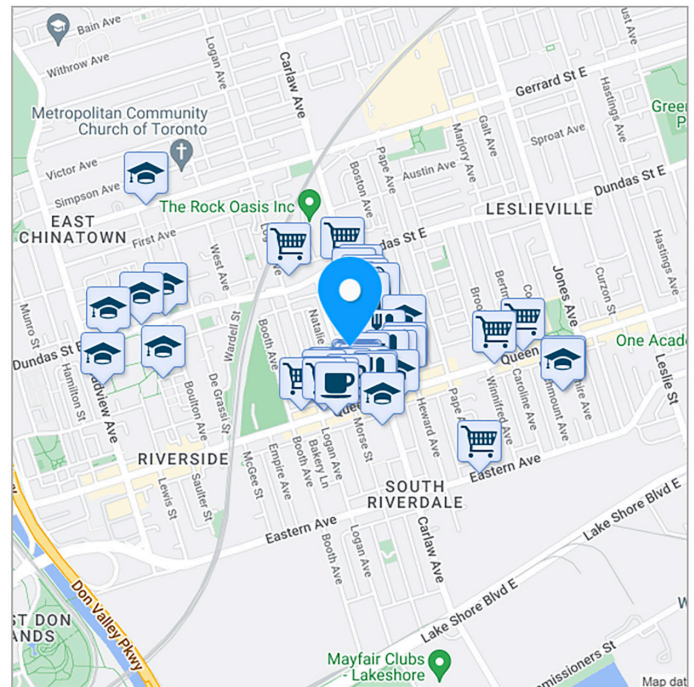 Bain Ave
Withrow Ave
Logan Ave
Carlaw Ave
Gerrard St E
Hastings Ave
Metropolitan Community
Church of Toronto
Galt Ave
Marjory Ave
Sproat Ave
Victor Ave
Pape Ave
Boston Ave
Austin Ave
Simpson Ave
Dundas St E
The Rock Oasis Inc
LESLIEVILLE
EAST
CHINATOWN
First Ave
West Ave
Hastings Ave
Jones Ave
Curzon St
Munro St
Natalie
Booth Ave
Wardell St
Dundas St E
Queen
One Acad
Hamilton St
De Grassi St
Boulton Ave
Caroline Ave
Winnifred Ave
Leslie St
Pape
Heward Ave
Morse St
RIVERSIDE
Logan Ave
Bakery Ln
Booth Ave
Empire Ave
McGee St
Saulter St
Lewis St
Eastern Ave
SOUTH
RIVERDALE
Eastern Ave
Carlaw Ave
Lake Shore Blvd E
Logan Ave
Booth Ave
Don Valley Pkwy
Lake Shore Blvd E
Mayfair Clubs
- Lakeshore
Map dat